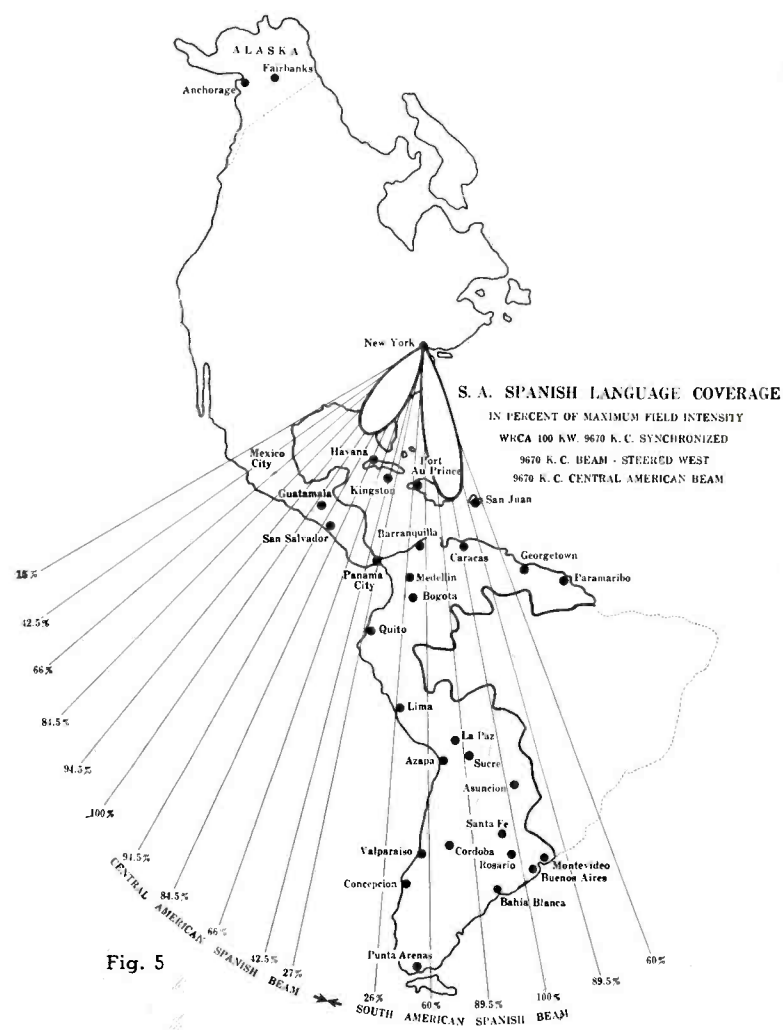 ALASKA
Fairbanks
Anchorage
New York
S. A. SPANISH LANGUAGE COVERAGE
IN PERCENT OF MAXIMUM FIELD INTENSITY
WRCA 100 KW. 9670 K. C. SYNCHRONIZED
9670 K. C. BEAM - STEERED WEST
9670 K. C. CENTRAL AMERICAN BEAM
Mexico
City
Havana
Port
Au Prince
Kingston
Guatamala
San Juan
San Salvador
Barranquilla
Caracas
Georgetown
Panama
City
Medellin
Paramaribo
Bogota
Quito
Lima
La Paz
Azapa
Sucre
Asuncion
Santa Fe
Valparaiso
Cordoba
Rosario
Montevideo
Buenos Aires
Concepcion
Bahia Blanca
Punta Arenas
15%
42.5%
66%
84.5%
94.5%
100%
94.5%
84.5%
66%
42.5%
27%
26%
60%
89.5%
100%
89.5%
60%
CENTRAL AMERICAN SPANISH BEAM
SOUTH AMERICAN SPANISH BEAM
Fig. 5